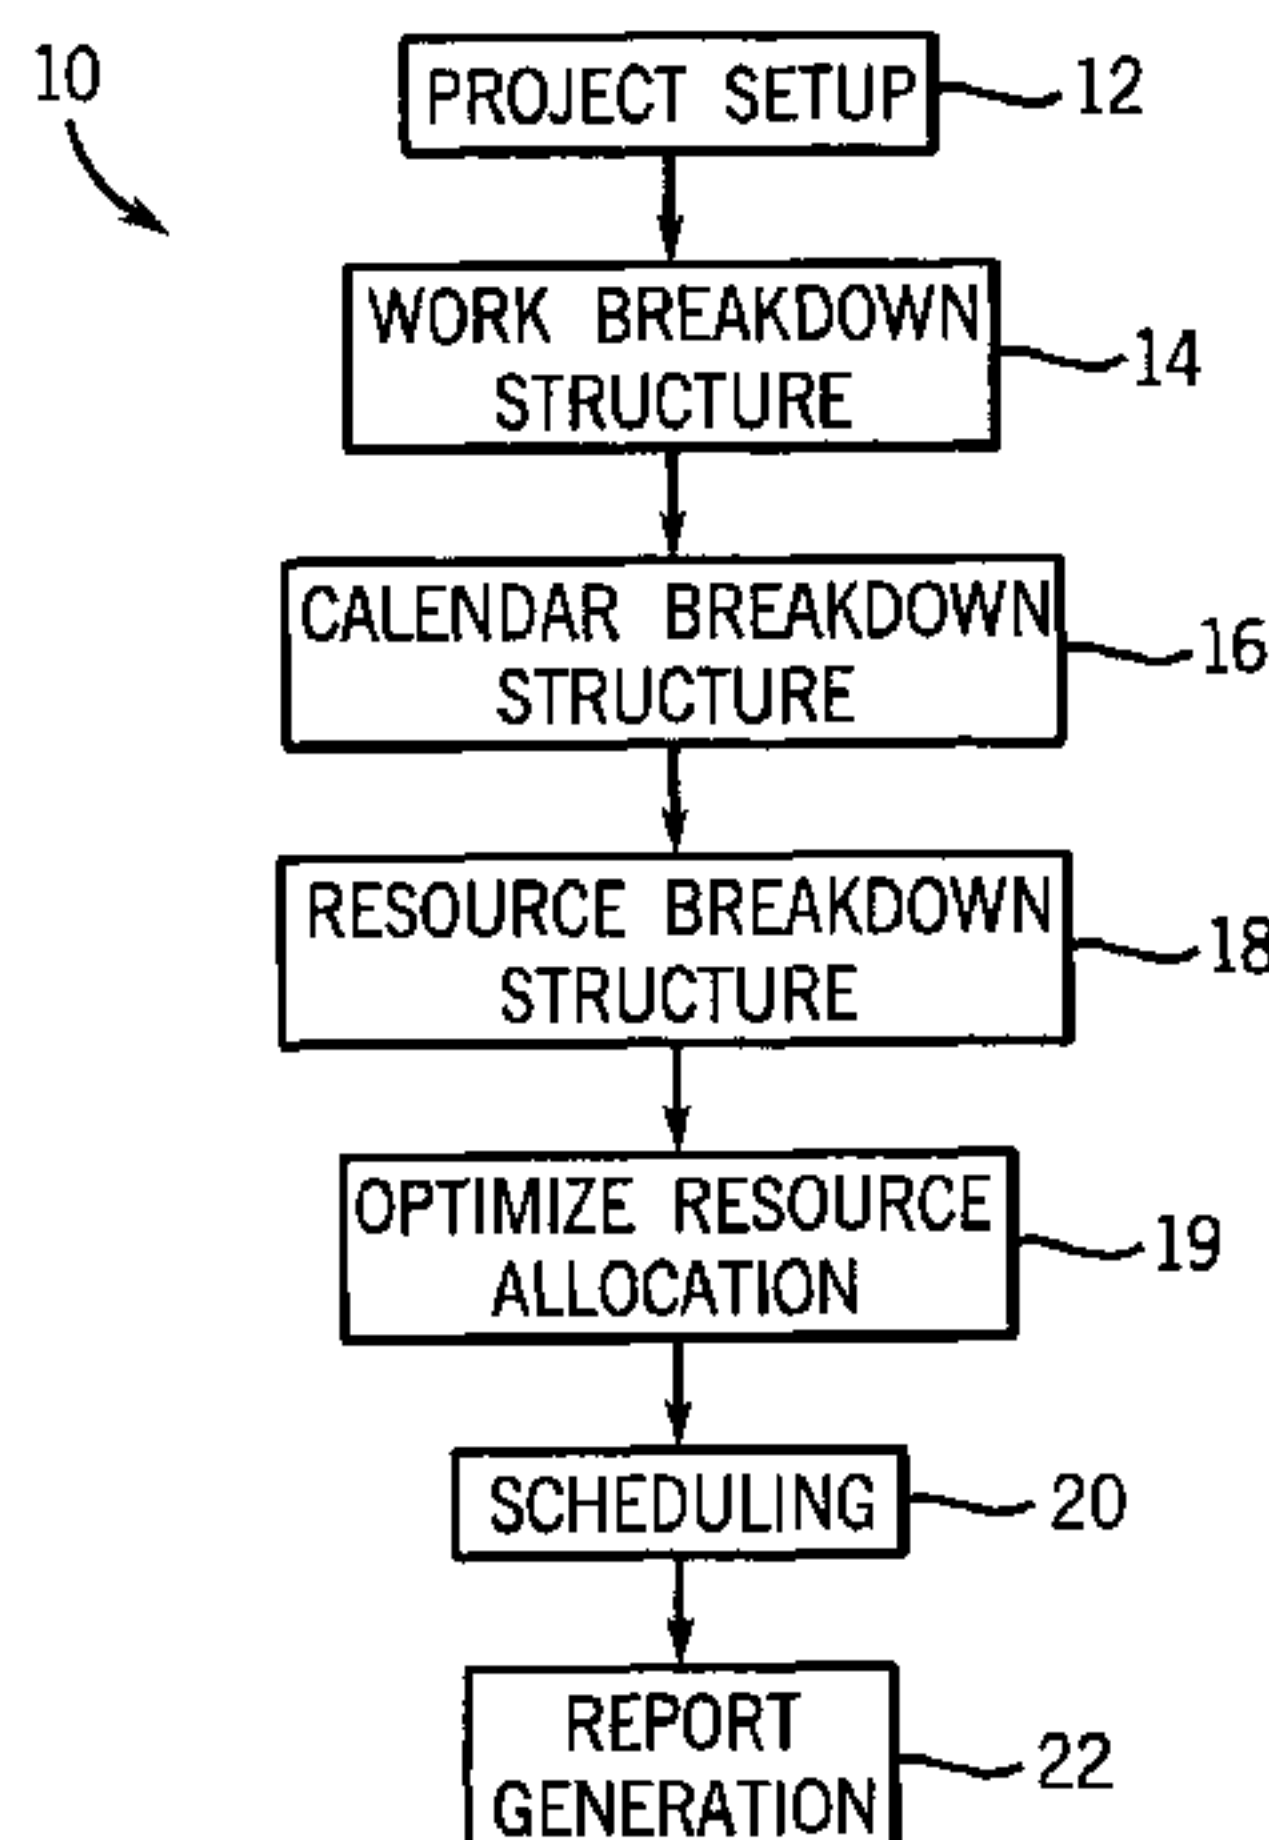 10
PROJECT SETUP
12
WORK BREAKDOWN
STRUCTURE
14
CALENDAR BREAKDOWN
STRUCTURE
16
RESOURCE BREAKDOWN
STRUCTURE
18
OPTIMIZE RESOURCE
ALLOCATION
19
SCHEDULING
20
REPORT
GENERATION
22